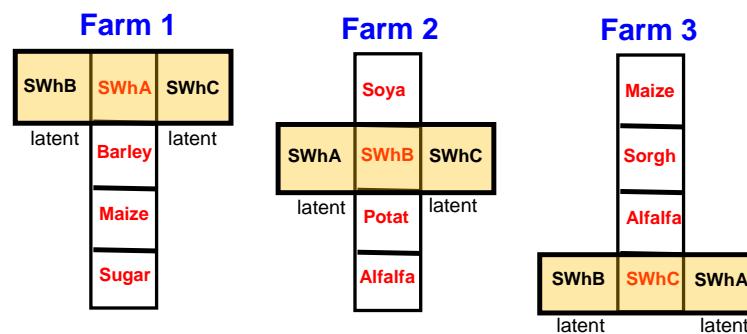 Farm 1
SWhB SWhA SWhC
latent latent
Barley
Maize
Sugar
Farm 2
Soya
SWhA SWhB SWhC
latent latent
Potat
Alfalfa
Farm 3
Maize
Sorgh
Alfalfa
SWhB SWhC SWhA
latent latent